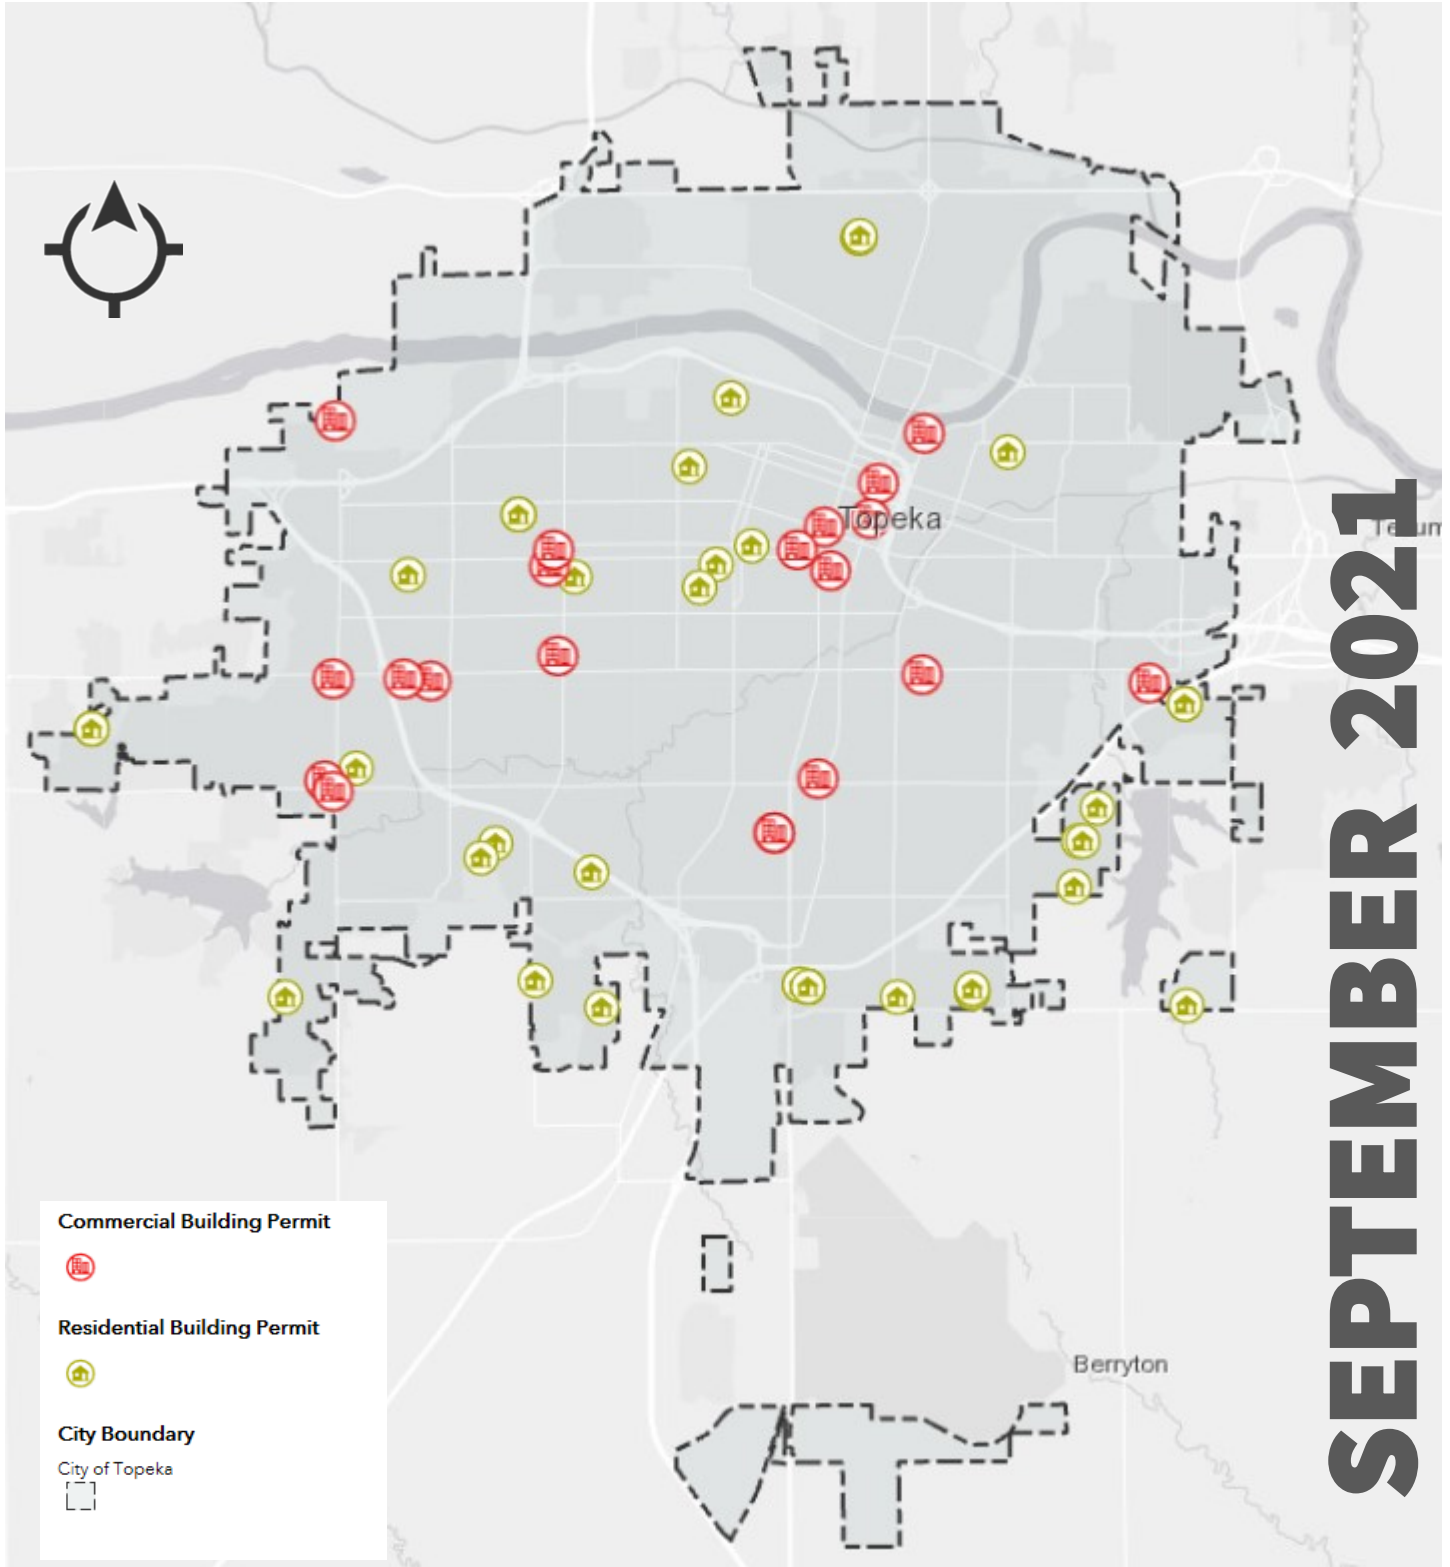 Topeka
SEPTEMBER 2021
Commercial Building Permit
Residential Building Permit
Berryton
City Boundary
City of Topeka